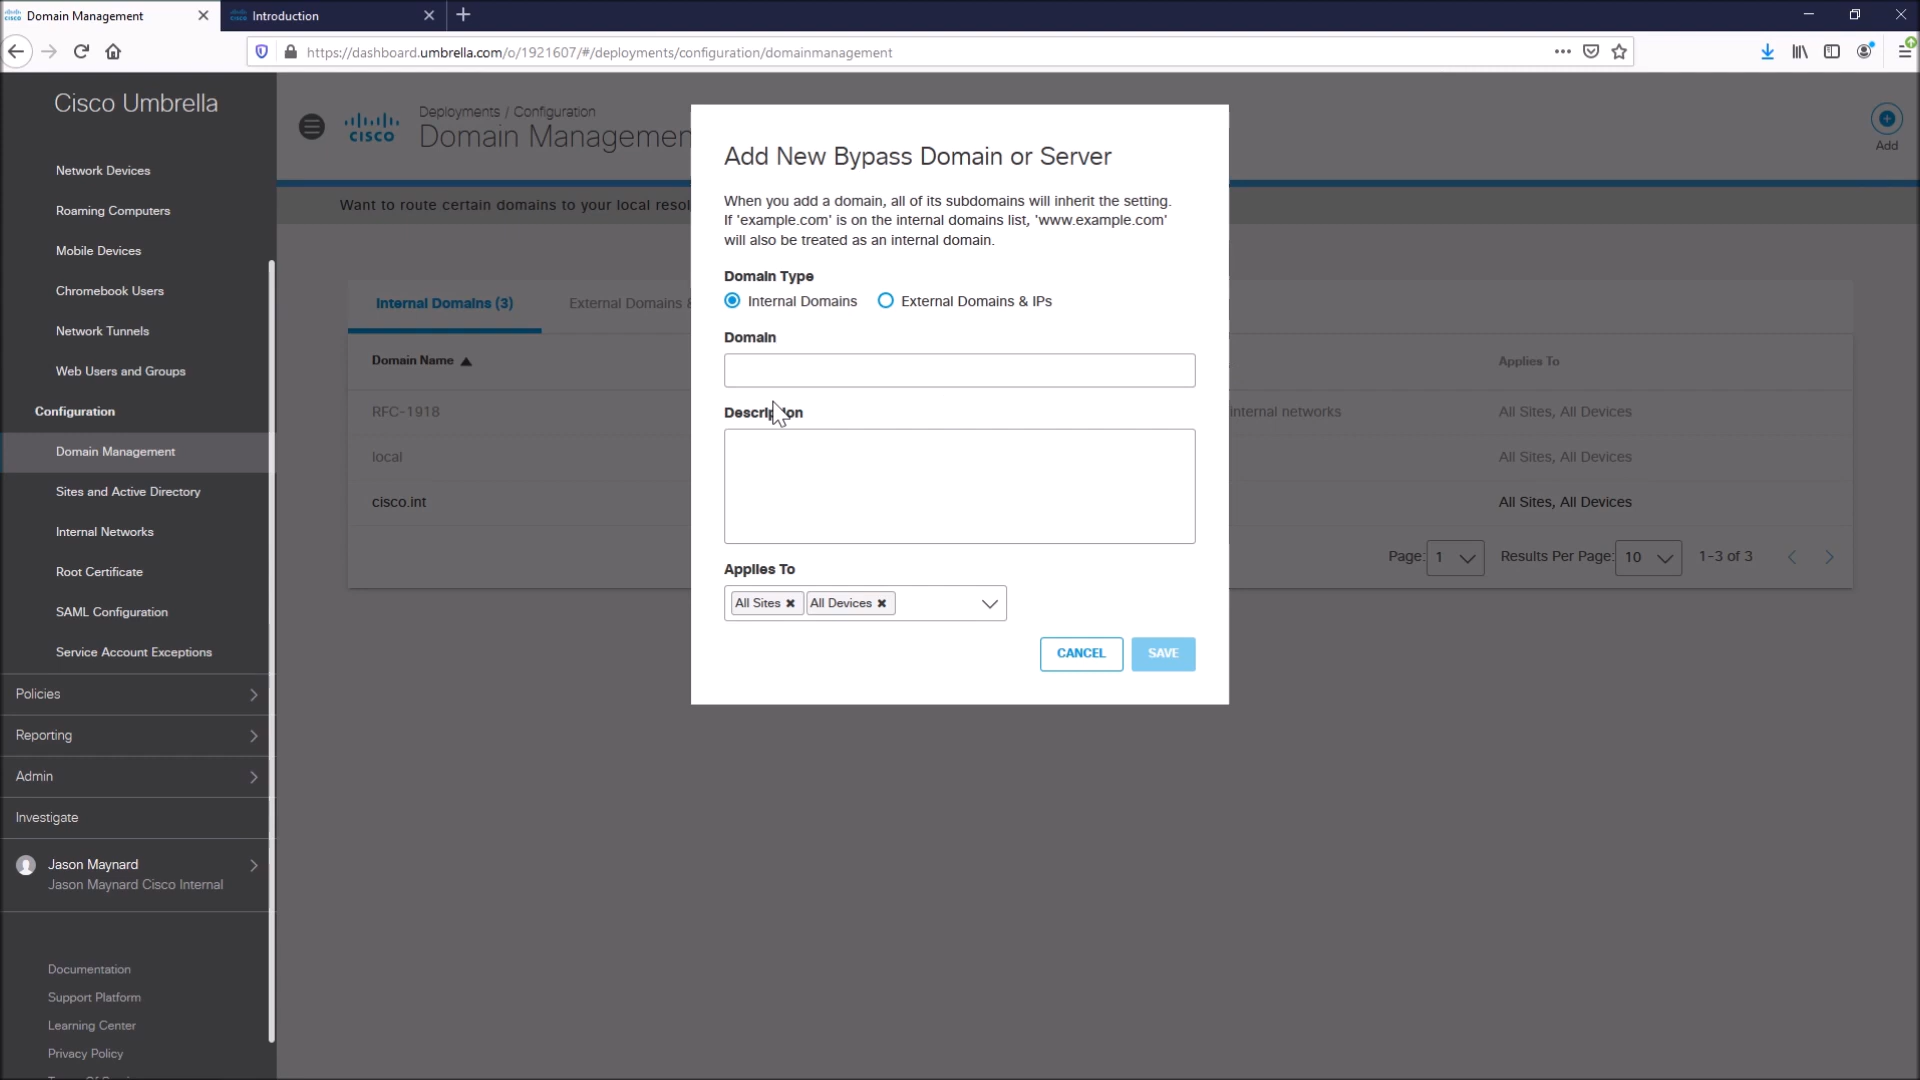 Domain Management
Introduction
https://dashboard.umbrella.com/o/1921607/#/deployments/configuration/domainmanagement
Cisco Umbrella
Network Devices
Roaming Computers
Mobile Devices
Chromebook Users
Network Tunnels
Web Users and Groups
Configuration
Domain Management
Sites and Active Directory
Internal Networks
Root Certificate
SAML Configuration
Service Account Exceptions
Policies
Reporting
Admin
Investigate
Jason Maynard
Jason Maynard Cisco Internal
Documentation
Support Platform
Learning Center
Privacy Policy
CISCO
Deployments / Configuration
Domain Managemen
Add
Want to route certain domains to your local resol
Internal Domains (3)
External Domains &
Domain Name
Applies To
RFC-1918
internal networks
All Sites, All Devices
local
All Sites, All Devices
cisco.int
All Sites, All Devices
Page: 1
Results Per Page: 10
1-3 of 3
Add New Bypass Domain or Server
When you add a domain, all of its subdomains will inherit the setting.
If 'example.com' is on the internal domains list, 'www.example.com'
will also be treated as an internal domain.
Domain Type
Internal Domains
External Domains & IPs
Domain
Description
Applies To
All Sites
All Devices
CANCEL
SAVE